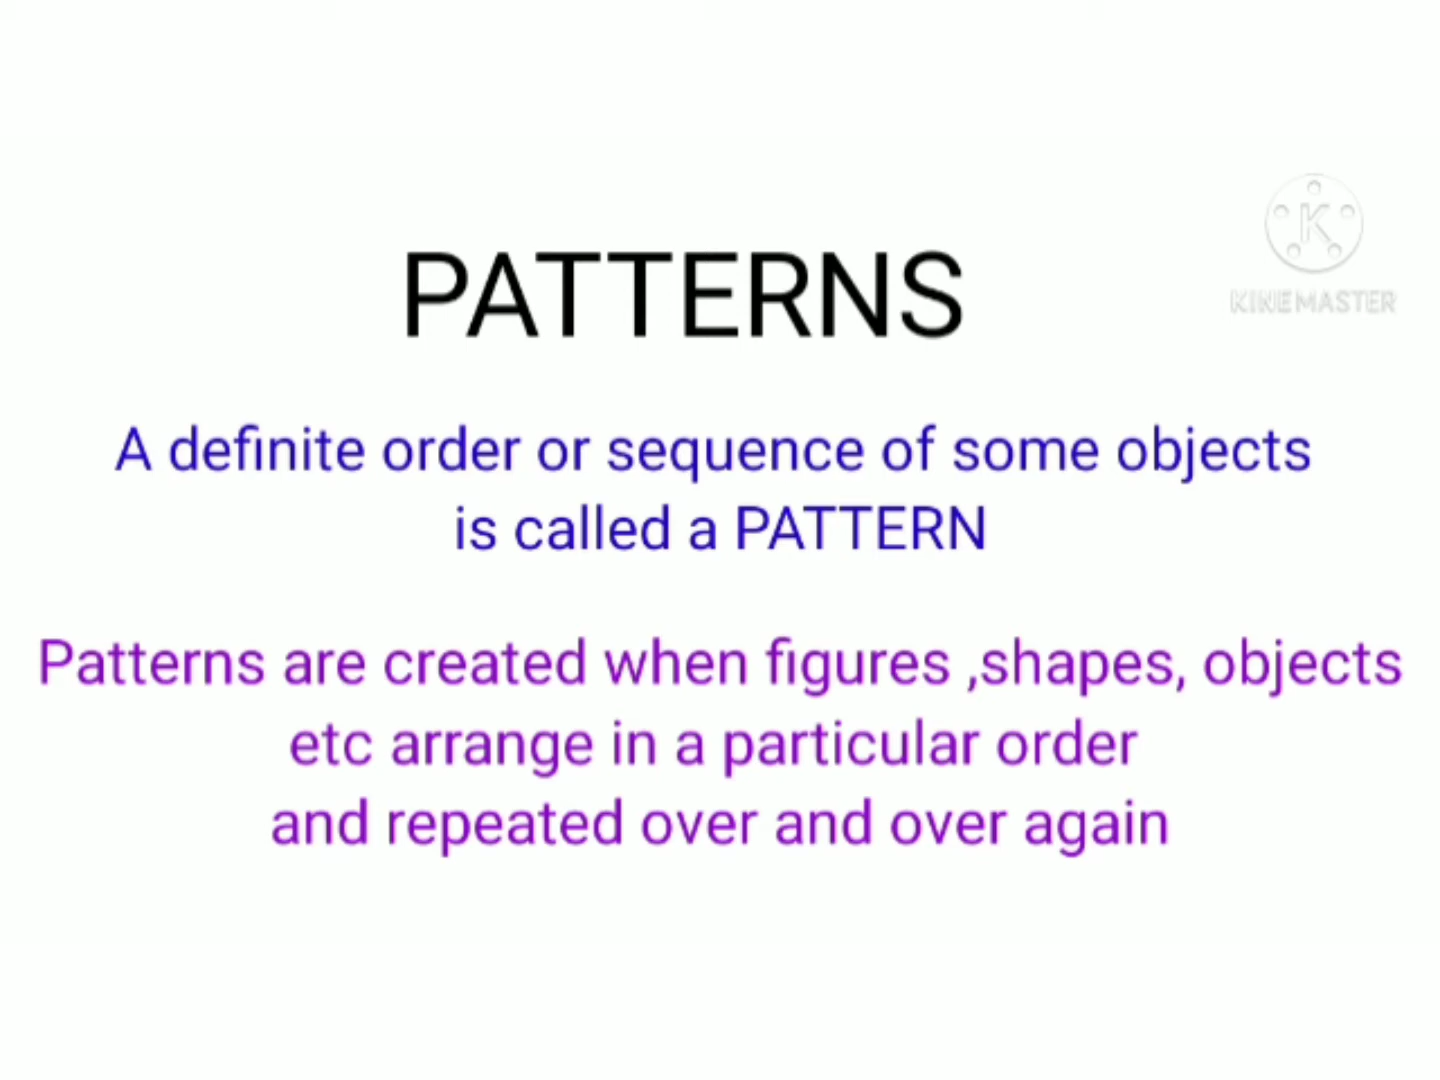 PATTERNS
KINEMASTER
A definite order or sequence of some objects
is called a PATTERN
Patterns are created when figures ,shapes, objects
etc arrange in a particular order
and repeated over and over again